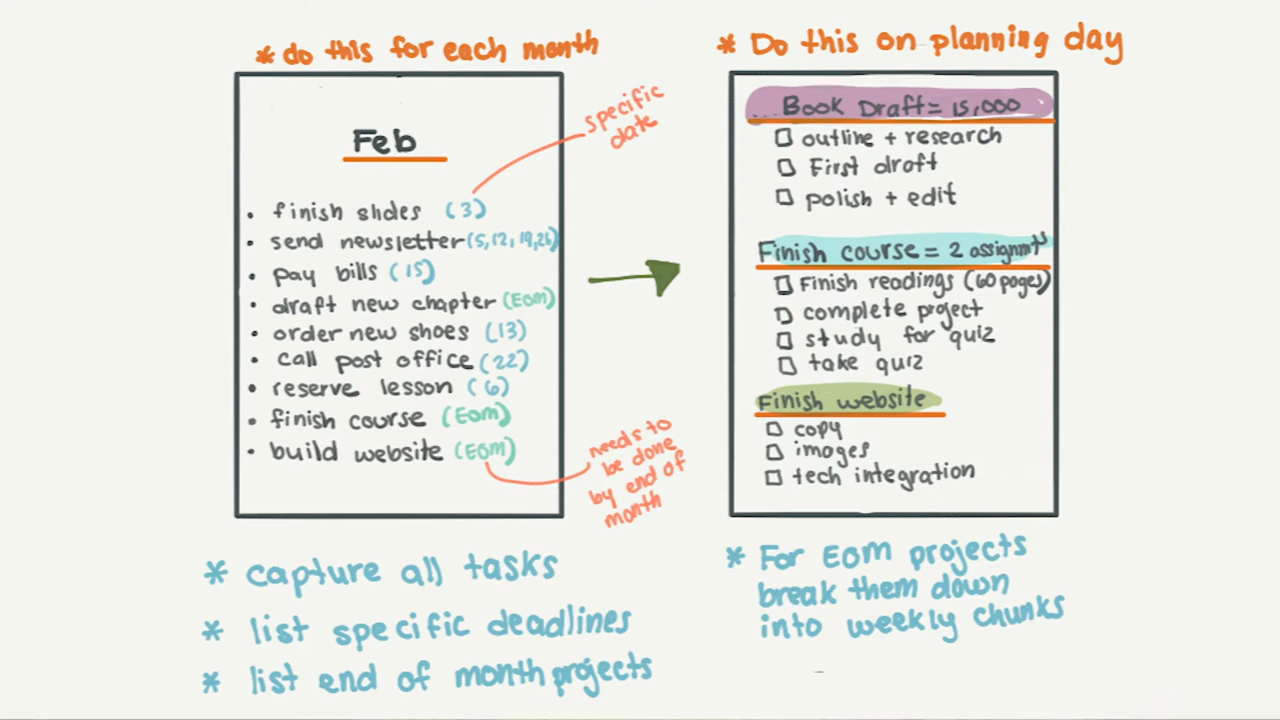 * do this for each month
Feb
• finish slides (3)
• send newsletter (5, 12, 19, 26)
• pay bills (15)
• draft new chapter (EOM)
• order new shoes (13)
• call post office (22)
• reserve lesson (6)
• finish course (EOM)
• build website (EOM)
specific
date
needs to
be done
by end of
month
* capture all tasks
* list specific deadlines
* list end of month projects
* Do this on planning day
... Book Draft = 15,000
outline + research
First draft
polish + edit
Finish course = 2 assignmts
Finish readings (60 pages)
complete project
study for quiz
take quiz
Finish website
copy
images
tech integration
* For EOM projects
break them down
into weekly chunks